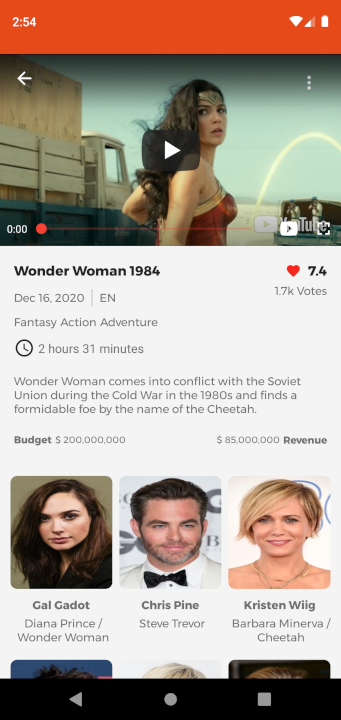 2:54
0:00
YouTube
Wonder Woman 1984
7.4
Dec 16, 2020 | EN
1.7k Votes
Fantasy Action Adventure
2 hours 31 minutes
Wonder Woman comes into conflict with the Soviet
Union during the Cold War in the 1980s and finds a
formidable foe by the name of the Cheetah.
Budget $ 200,000,000
$ 85,000,000 Revenue
Gal Gadot
Chris Pine
Kristen Wiig
Diana Prince /
Wonder Woman
Steve Trevor
Barbara Minerva /
Cheetah